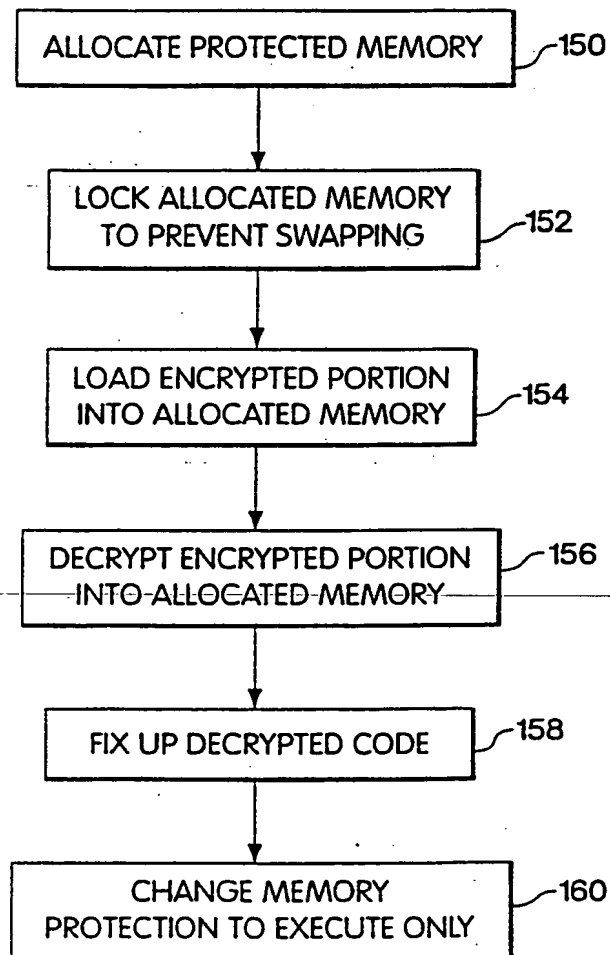 ALLOCATE PROTECTED MEMORY
150
LOCK ALLOCATED MEMORY
TO PREVENT SWAPPING
152
LOAD ENCRYPTED PORTION
INTO ALLOCATED MEMORY
154
DECRYPT ENCRYPTED PORTION
INTO ALLOCATED MEMORY
156
FIX UP DECRYPTED CODE
158
CHANGE MEMORY
PROTECTION TO EXECUTE ONLY
160